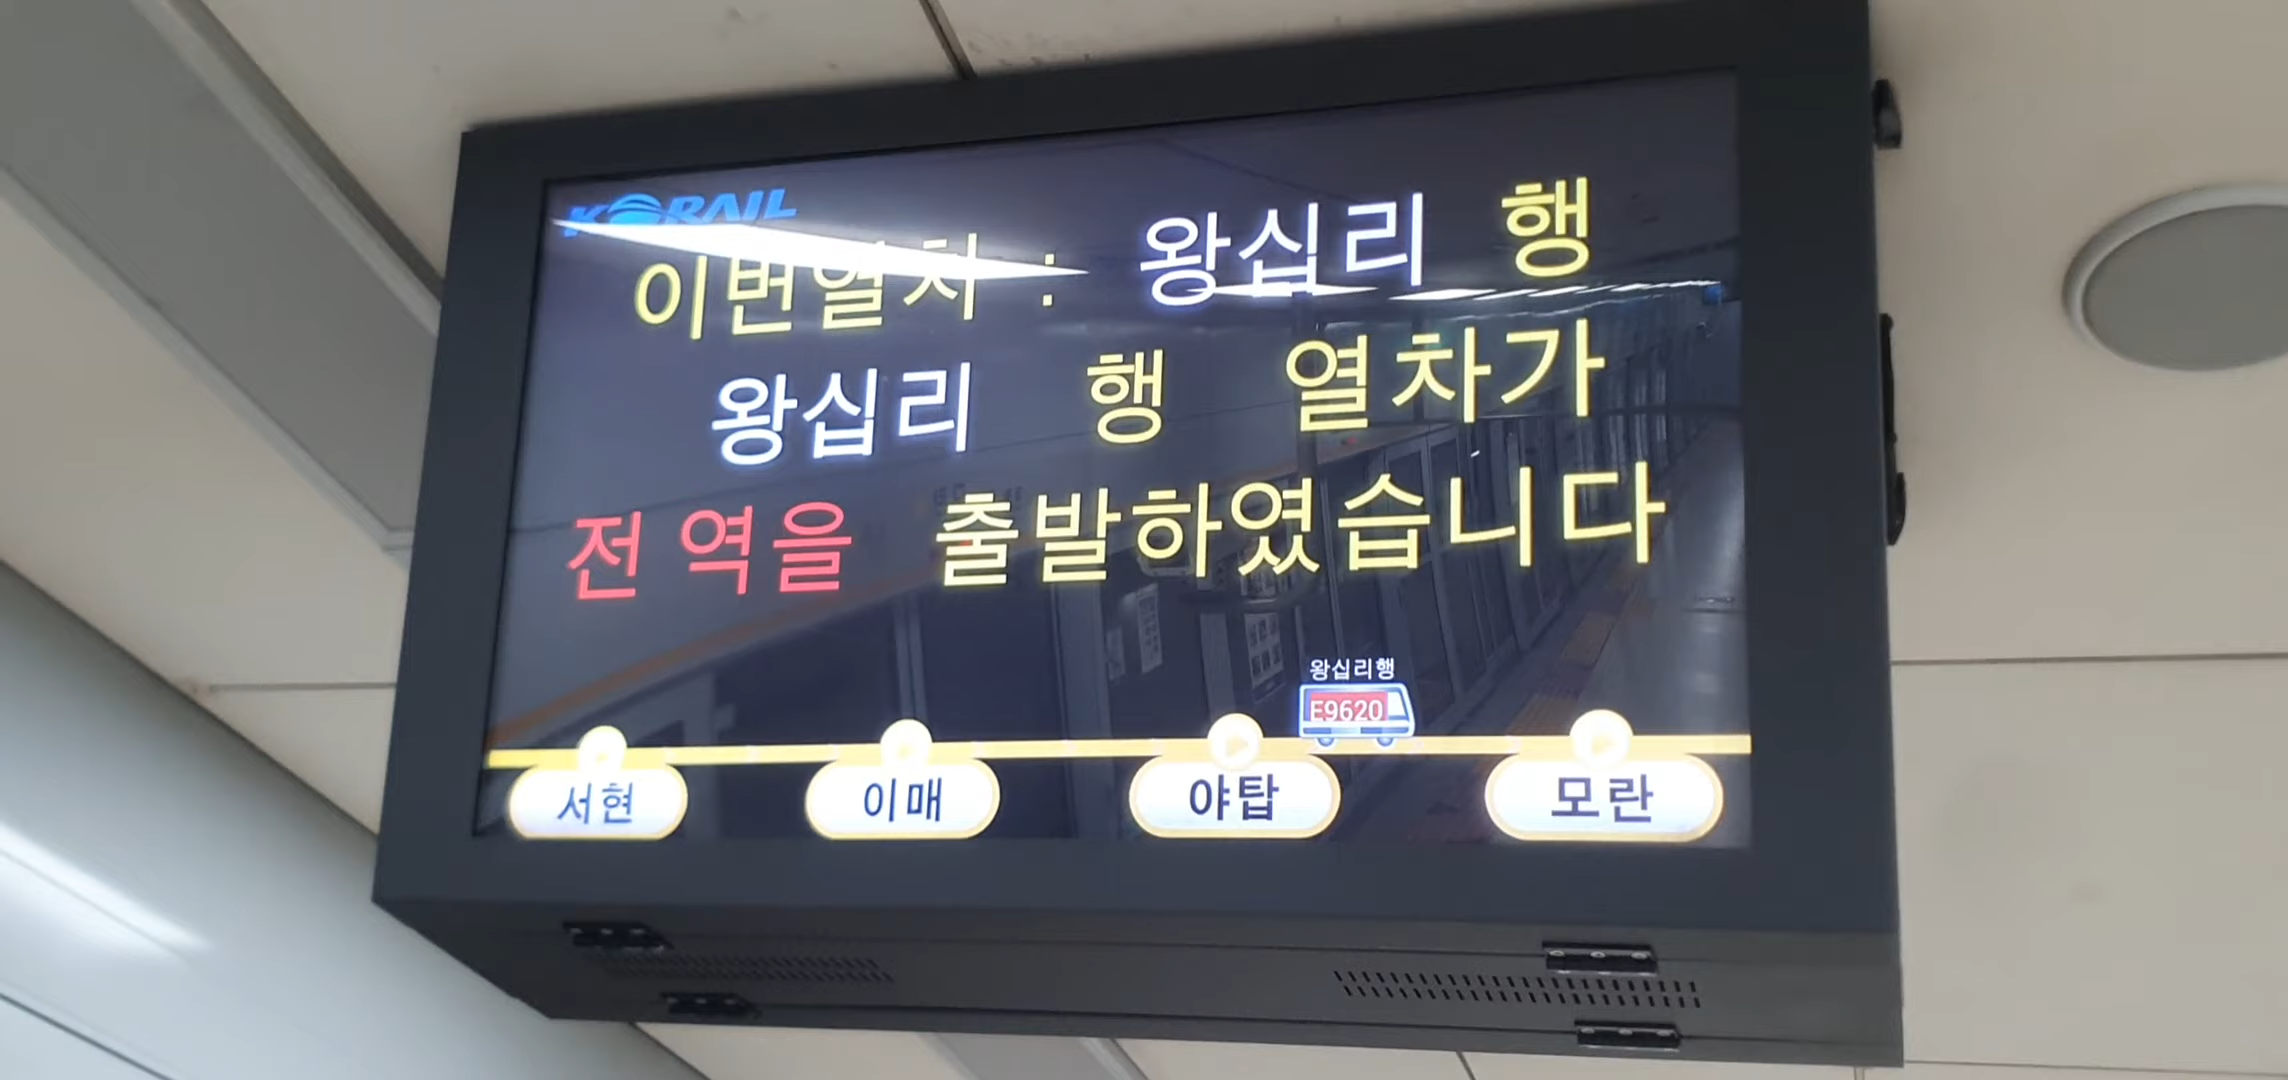 KORAIL
이번열차 : 왕십리 행
왕십리 행 열차가
전역을 출발하였습니다
왕십리행
E9620
서현 이매 야탑 모란